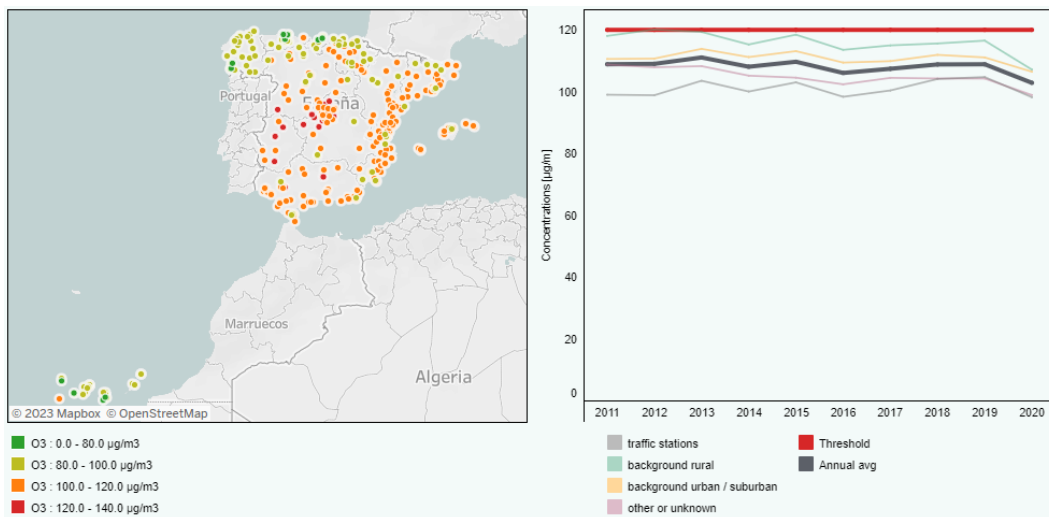 Portugal
España
Marruecos
Algeria
© 2023 Mapbox © OpenStreetMap
O3 : 0.0 - 80.0 µg/m3
O3 : 80.0 - 100.0 µg/m3
O3 : 100.0 - 120.0 µg/m3
O3 : 120.0 - 140.0 µg/m3
Concentrations [µg/m]
120
100
80
60
40
20
0
2011 2012 2013 2014 2015 2016 2017 2018 2019 2020
traffic stations
background rural
background urban / suburban
other or unknown
Threshold
Annual avg